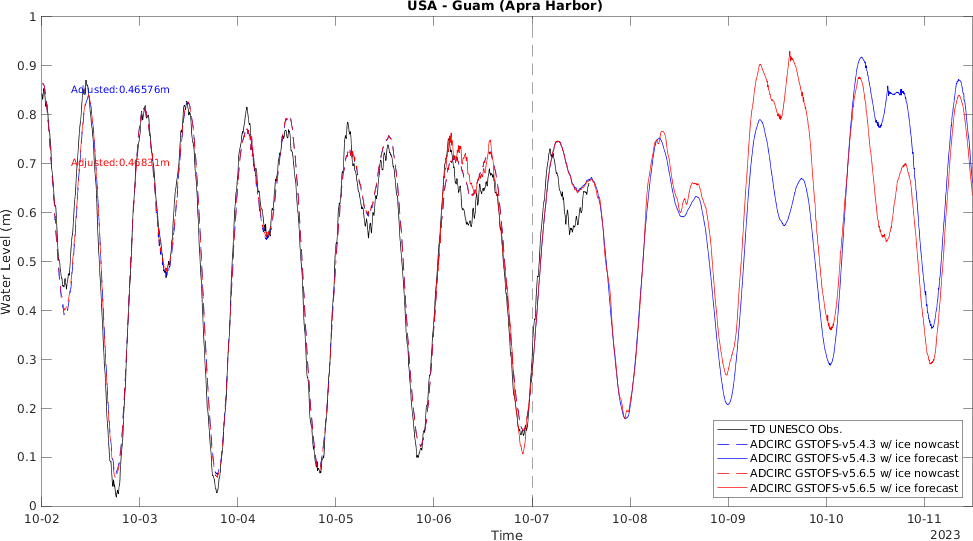 USA - Guam (Apra Harbor)
Water Level (m)
1
0.9
0.8
0.7
0.6
0.5
0.4
0.3
0.2
0.1
0
Adjusted:0.46576m
Adjusted:0.46831m
TD UNESCO Obs.
ADCIRC GSTOFS-v5.4.3 w/ ice nowcast
ADCIRC GSTOFS-v5.4.3 w/ ice forecast
ADCIRC GSTOFS-v5.6.5 w/ ice nowcast
ADCIRC GSTOFS-v5.6.5 w/ ice forecast
10-02 10-03 10-04 10-05 10-06 10-07 10-08 10-09 10-10 10-11
Time
2023